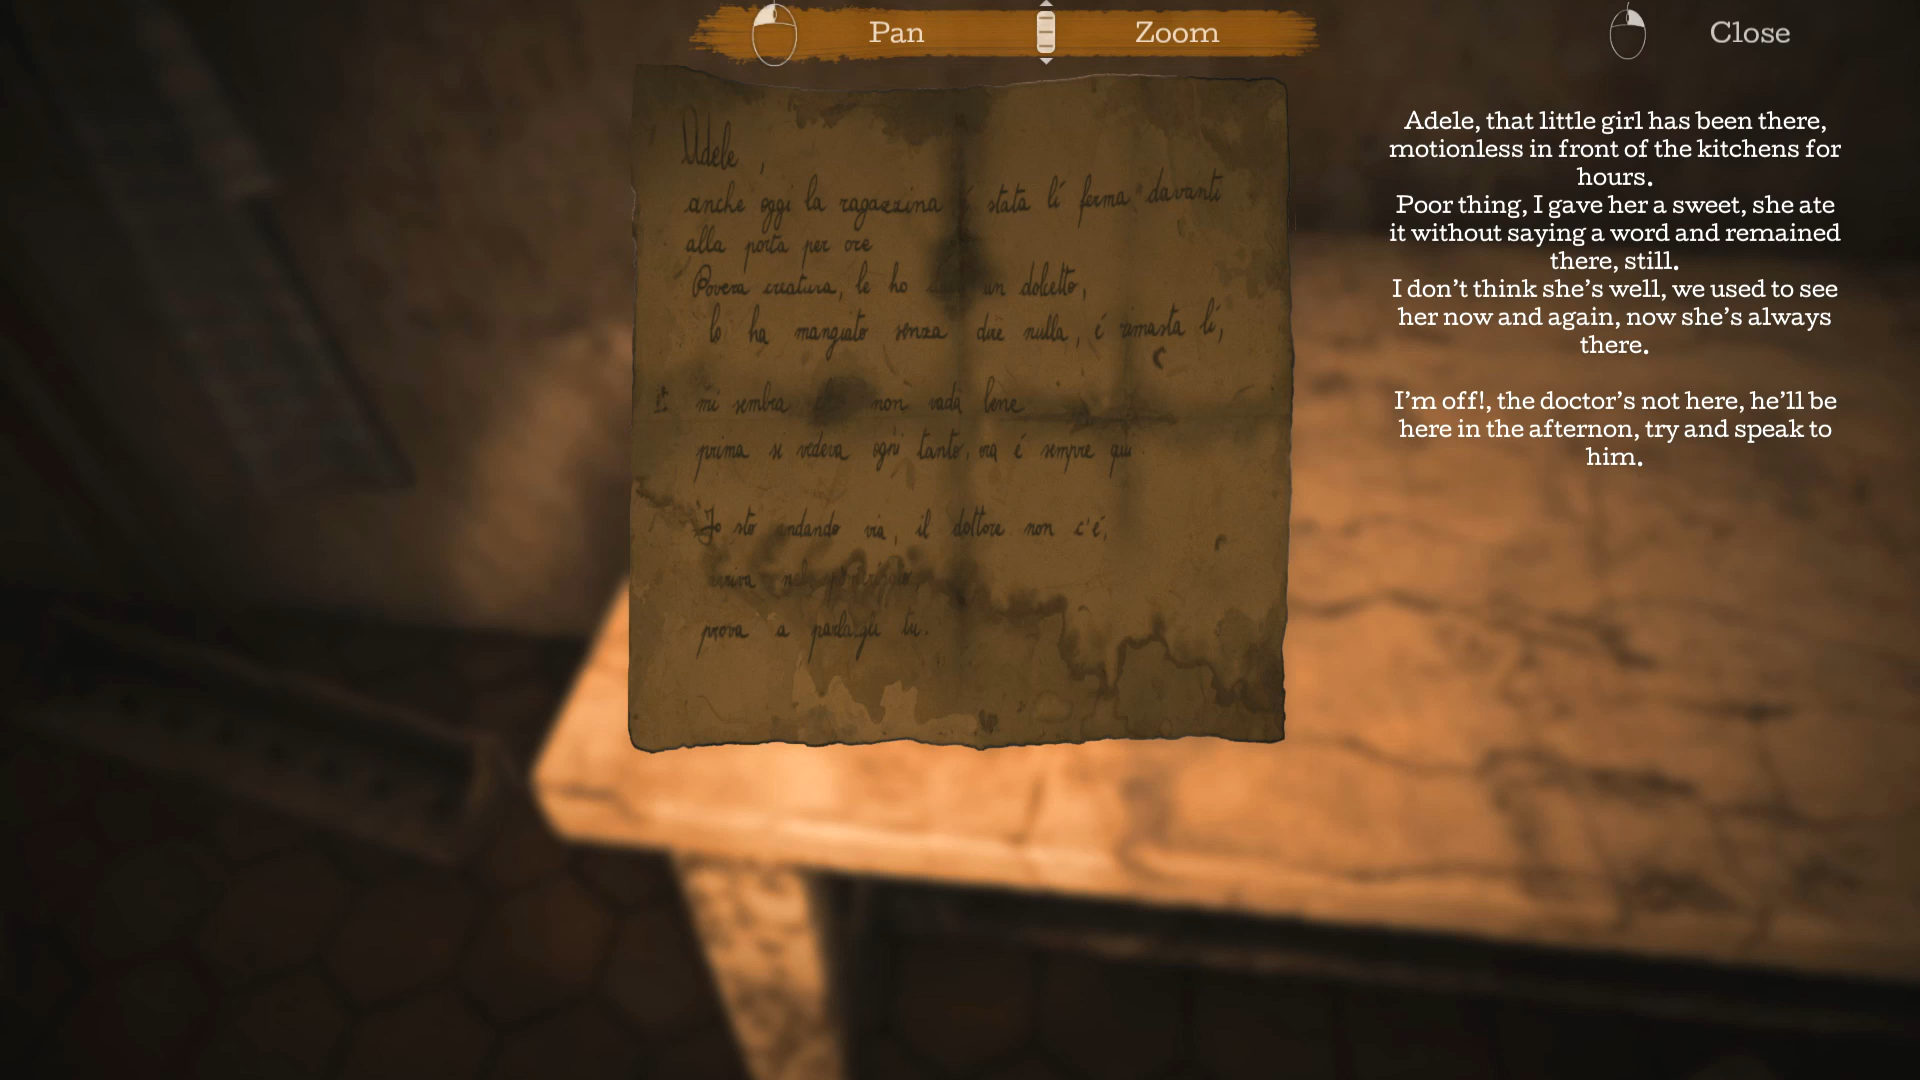 Pan
Zoom
Close
Adele,
anche oggi la ragazzina é stata lí ferma davanti
alla porta per ore
Povera creatura, le ho un dolcetto,
lo ha mangiato senza dire nulla, é rimasta lí,
mi sembra non vada bene
prima si vedeva ogni tanto, ora é sempre qui
Io sto andando via, il dottore non c'é,
prova a parlargli tu.
Adele, that little girl has been there,
motionless in front of the kitchens for
hours.
Poor thing, I gave her a sweet, she ate
it without saying a word and remained
there, still.
I don't think she's well, we used to see
her now and again, now she's always
there.
I'm off!, the doctor's not here, he'll be
here in the afternon, try and speak to
him.